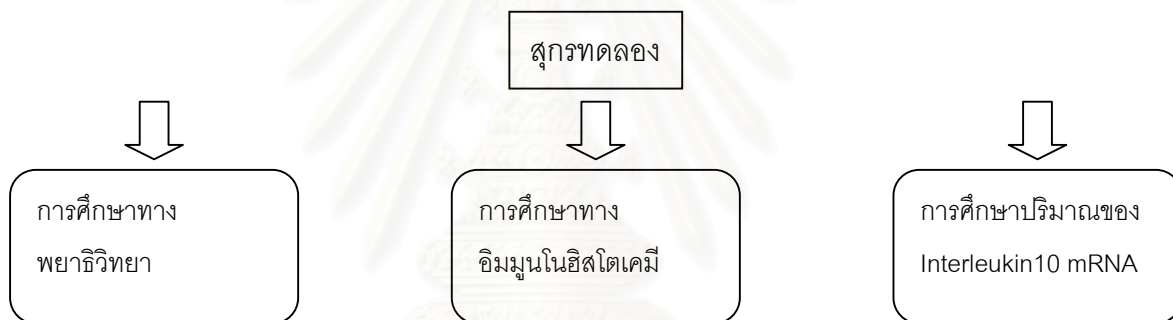 สุกรทดลอง
การศึกษาทาง
พยาธิวิทยา
การศึกษาทาง
อิมมูนโนฮิสโตเคมี
การศึกษาปริมาณของ
Interleukin10 mRNA